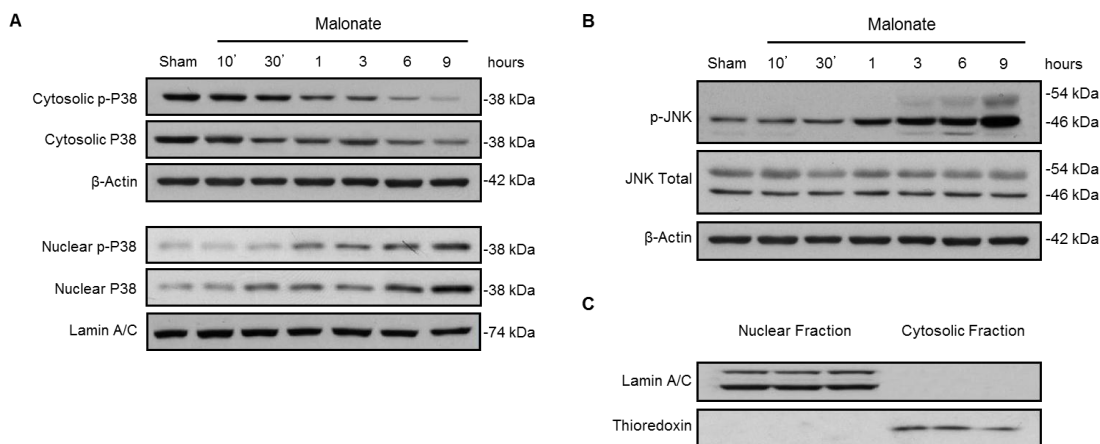 A
Malonate
Sham 10' 30' 1 3 6 9 hours
Cytosolic p-P38 -38 kDa
Cytosolic P38 -38 kDa
β-Actin -42 kDa
Nuclear p-P38 -38 kDa
Nuclear P38 -38 kDa
Lamin A/C -74 kDa
B
Malonate
Sham 10' 30' 1 3 6 9 hours
-54 kDa
p-JNK
-46 kDa
-54 kDa
JNK Total
-46 kDa
β-Actin -42 kDa
C
Nuclear Fraction Cytosolic Fraction
Lamin A/C
Thioredoxin